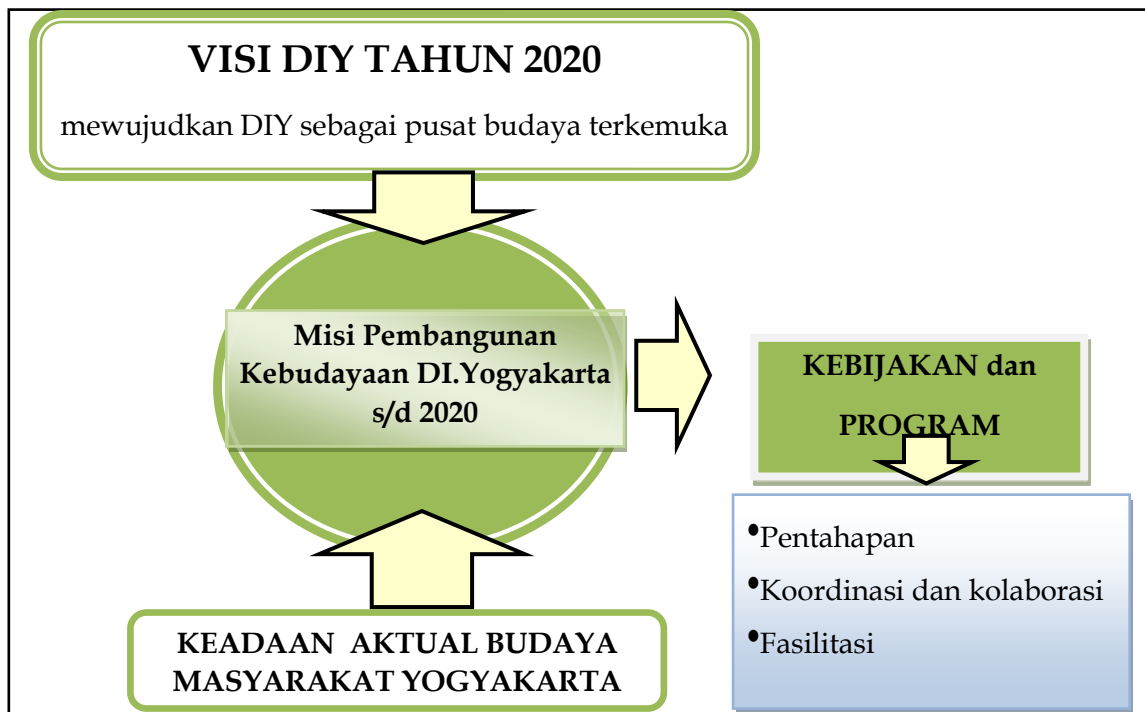 VISI DIY TAHUN 2020
mewujudkan DIY sebagai pusat budaya terkemuka
Misi Pembangunan
Kebudayaan DI.Yogyakarta
s/d 2020
KEBIJAKAN dan
PROGRAM
•Pentahapan
•Koordinasi dan kolaborasi
•Fasilitasi
KEADAAN AKTUAL BUDAYA
MASYARAKAT YOGYAKARTA